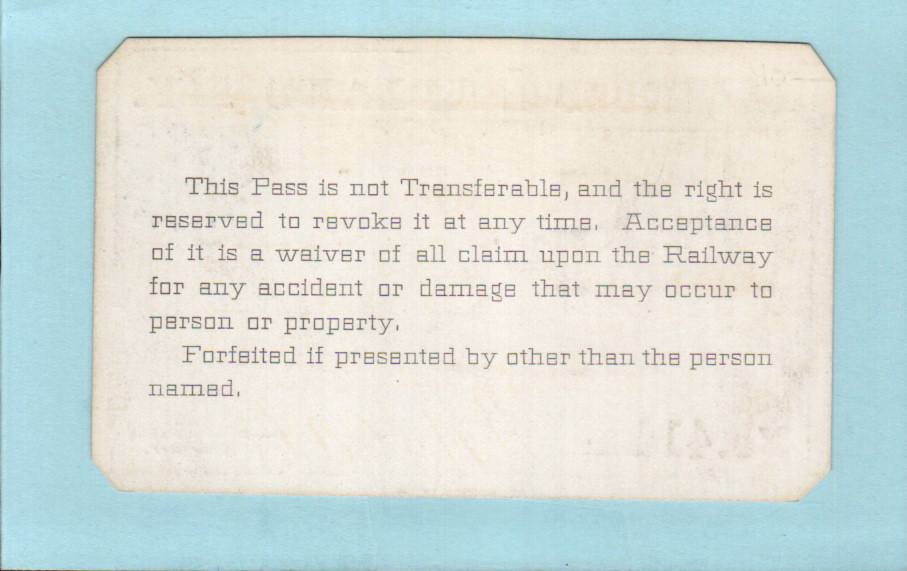 This Pass is not Transferable, and the right is
reserved to revoke it at any time. Acceptance
of it is a waiver of all claim upon the Railway
for any accident or damage that may occur to
person or property.
Forfeited if presented by other than the person
named.